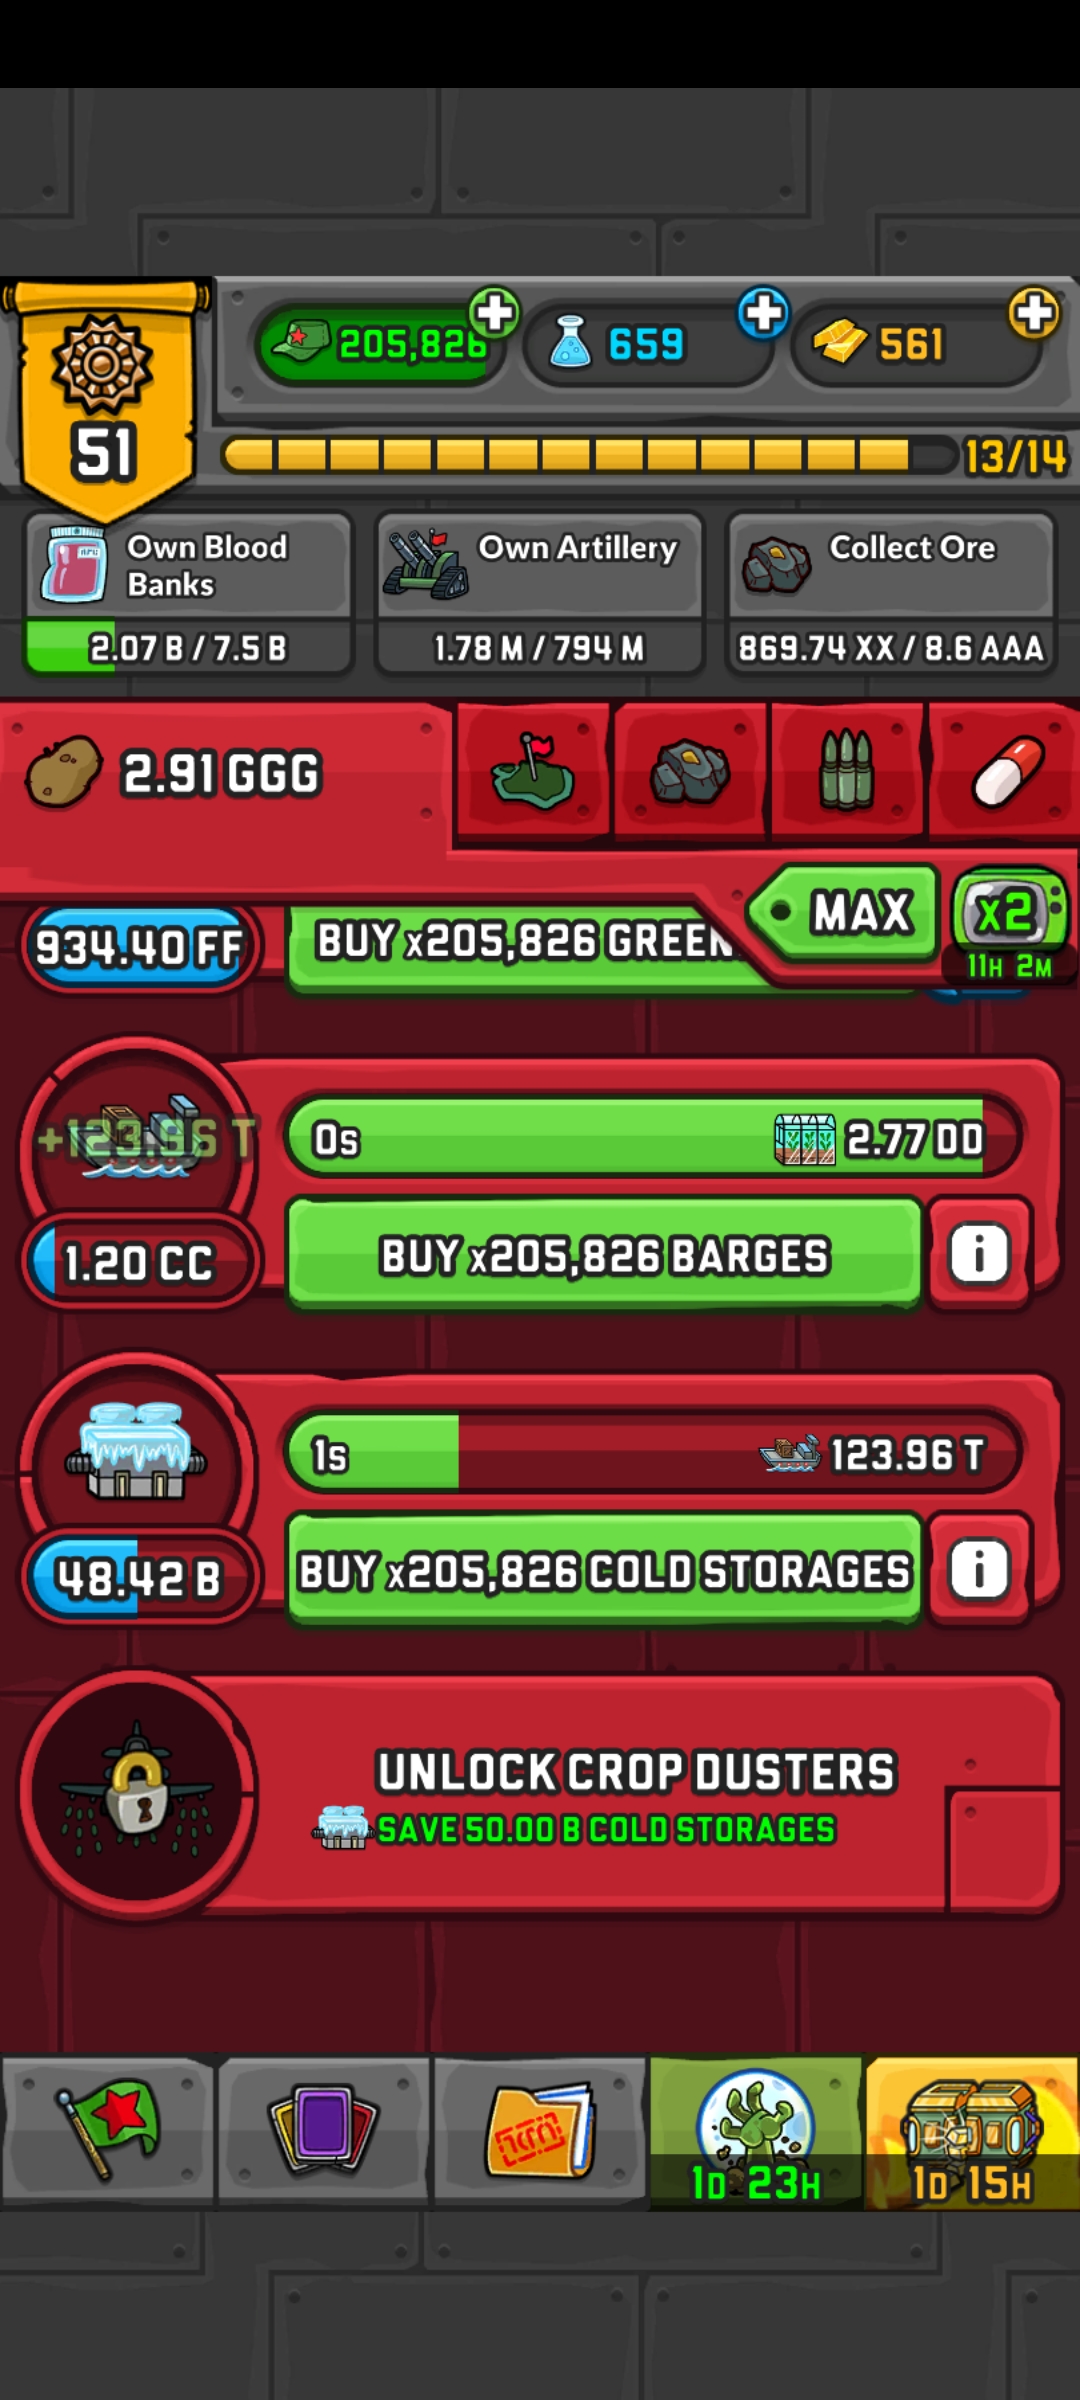 205,826
659
561
51
13/14
Own Blood
Banks
Own Artillery
Collect Ore
2.07 B / 7.5 B
1.78 M / 794 M
869.74 XX / 8.6 AAA
2.91 GGG
MAX
x2
11H 2M
934.40 FF
BUY x205,826 GREEN
+123.96 T
0s
2.77 DD
1.20 CC
BUY x205,826 BARGES
i
1s
123.96 T
48.42 B
BUY x205,826 COLD STORAGES
i
UNLOCK CROP DUSTERS
SAVE 50.00 B COLD STORAGES
1D 23H
1D 15H